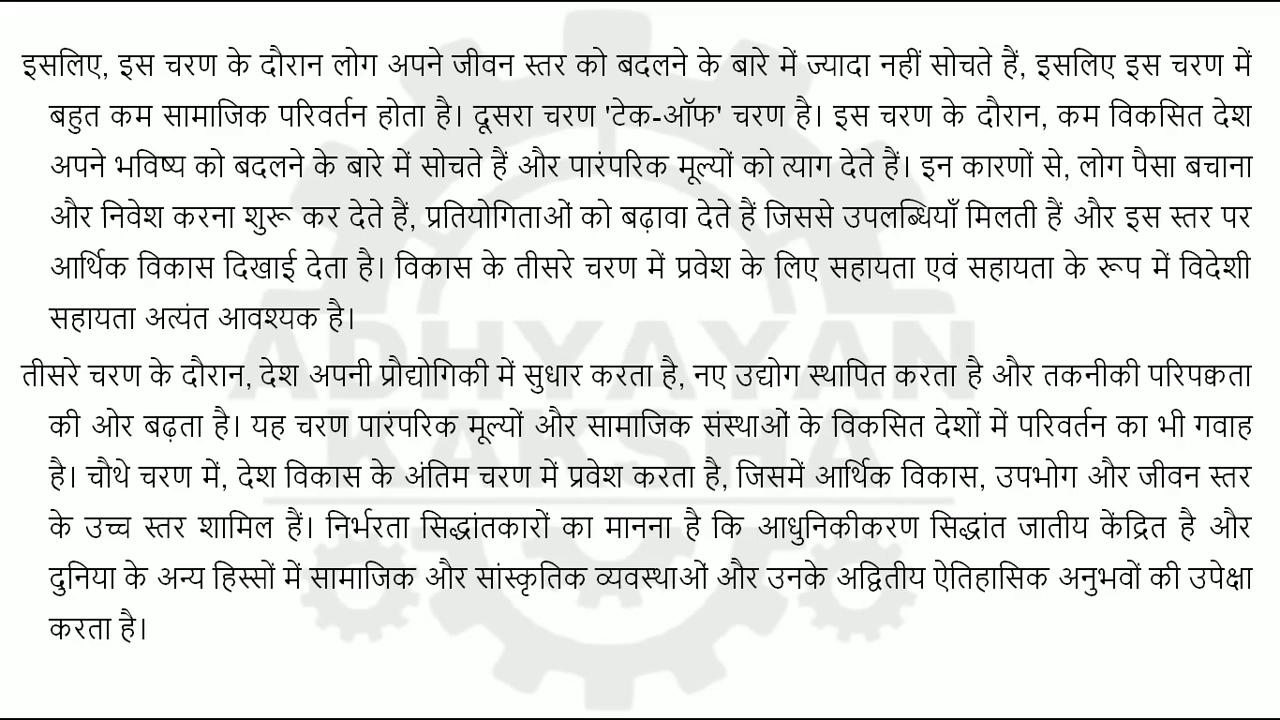 इसलिए, इस चरण के दौरान लोग अपने जीवन स्तर को बदलने के बारे में ज्यादा नहीं सोचते हैं, इसलिए इस चरण में
बहुत कम सामाजिक परिवर्तन होता है। दूसरा चरण 'टेक-ऑफ' चरण है। इस चरण के दौरान, कम विकसित देश
अपने भविष्य को बदलने के बारे में सोचते हैं और पारंपरिक मूल्यों को त्याग देते हैं। इन कारणों से, लोग पैसा बचाना
और निवेश करना शुरू कर देते हैं, प्रतियोगिताओं को बढ़ावा देते हैं जिससे उपलब्धियाँ मिलती हैं और इस स्तर पर
आर्थिक विकास दिखाई देता है। विकास के तीसरे चरण में प्रवेश के लिए सहायता एवं सहायता के रूप में विदेशी
सहायता अत्यंत आवश्यक है।
तीसरे चरण के दौरान, देश अपनी प्रौद्योगिकी में सुधार करता है, नए उद्योग स्थापित करता है और तकनीकी परिपक्वता
की ओर बढ़ता है। यह चरण पारंपरिक मूल्यों और सामाजिक संस्थाओं के विकसित देशों में परिवर्तन का भी गवाह
है। चौथे चरण में, देश विकास के अंतिम चरण में प्रवेश करता है, जिसमें आर्थिक विकास, उपभोग और जीवन स्तर
के उच्च स्तर शामिल हैं। निर्भरता सिद्धांतकारों का मानना है कि आधुनिकीकरण सिद्धांत जातीय केंद्रित है और
दुनिया के अन्य हिस्सों में सामाजिक और सांस्कृतिक व्यवस्थाओं और उनके अद्वितीय ऐतिहासिक अनुभवों की उपेक्षा
करता है।
ADHYAYAN
KAKSHA